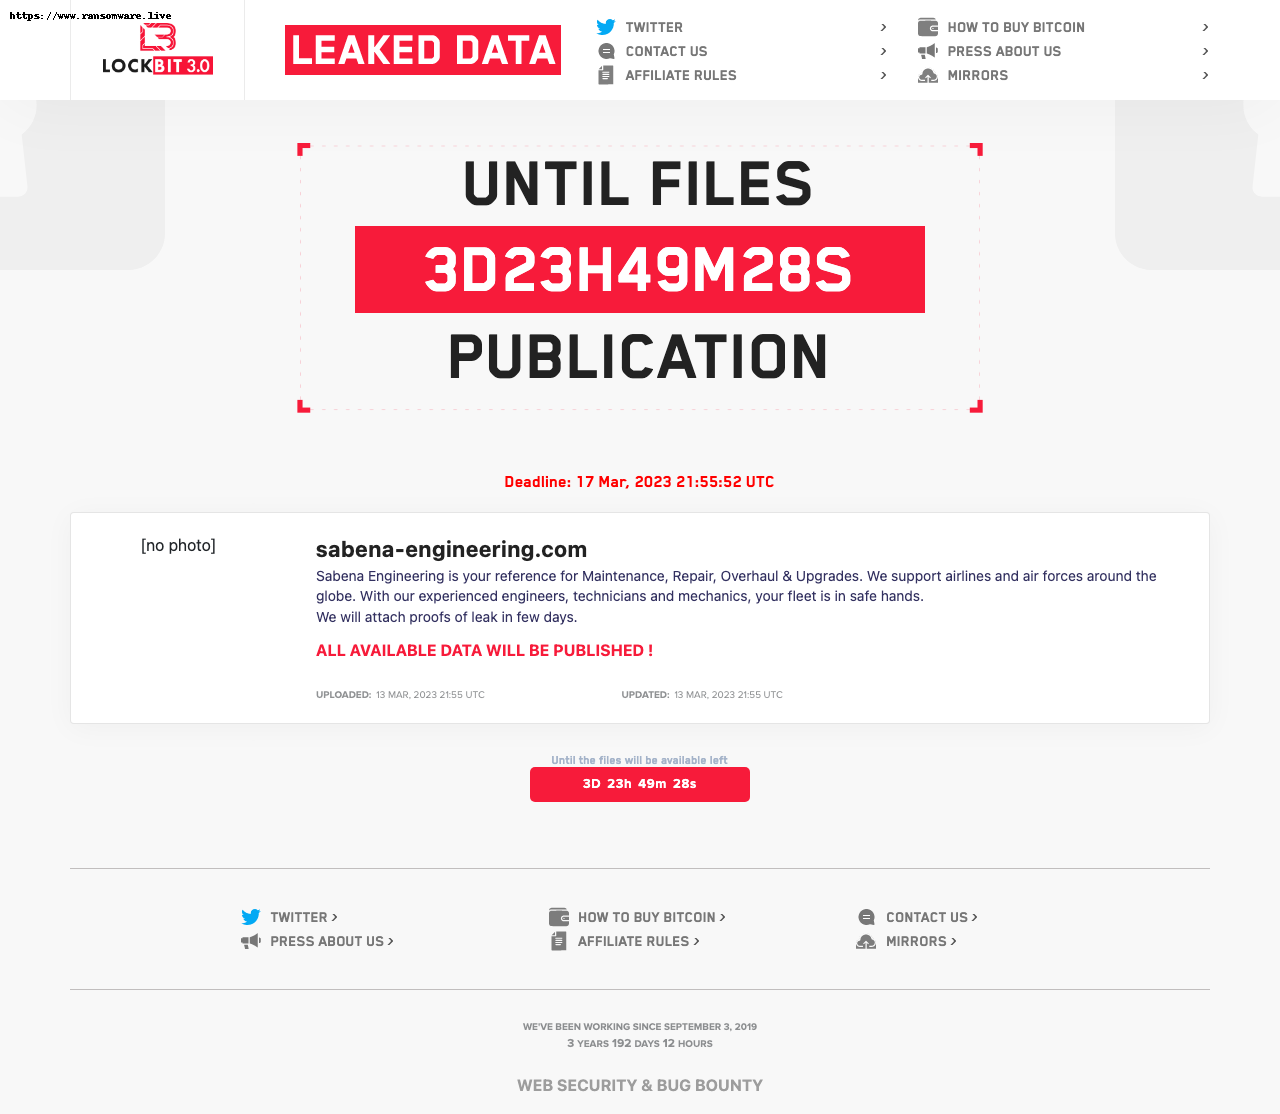 https://www.ransomware.live
LOCKBIT 3.0
LEAKED DATA
TWITTER >
CONTACT US >
AFFILIATE RULES >
HOW TO BUY BITCOIN >
PRESS ABOUT US >
MIRRORS >
UNTIL FILES
3D23H49M28S
PUBLICATION
Deadline: 17 Mar, 2023 21:55:52 UTC
[no photo]
sabena-engineering.com
Sabena Engineering is your reference for Maintenance, Repair, Overhaul & Upgrades. We support airlines and air forces around the
globe. With our experienced engineers, technicians and mechanics, your fleet is in safe hands.
We will attach proofs of leak in few days.
ALL AVAILABLE DATA WILL BE PUBLISHED !
UPLOADED: 13 MAR, 2023 21:55 UTC
UPDATED: 13 MAR, 2023 21:55 UTC
Until the files will be available left
3D 23h 49m 28s
TWITTER >
HOW TO BUY BITCOIN >
CONTACT US >
PRESS ABOUT US >
AFFILIATE RULES >
MIRRORS >
WE'VE BEEN WORKING SINCE SEPTEMBER 3, 2019
3 YEARS 192 DAYS 12 HOURS
WEB SECURITY & BUG BOUNTY